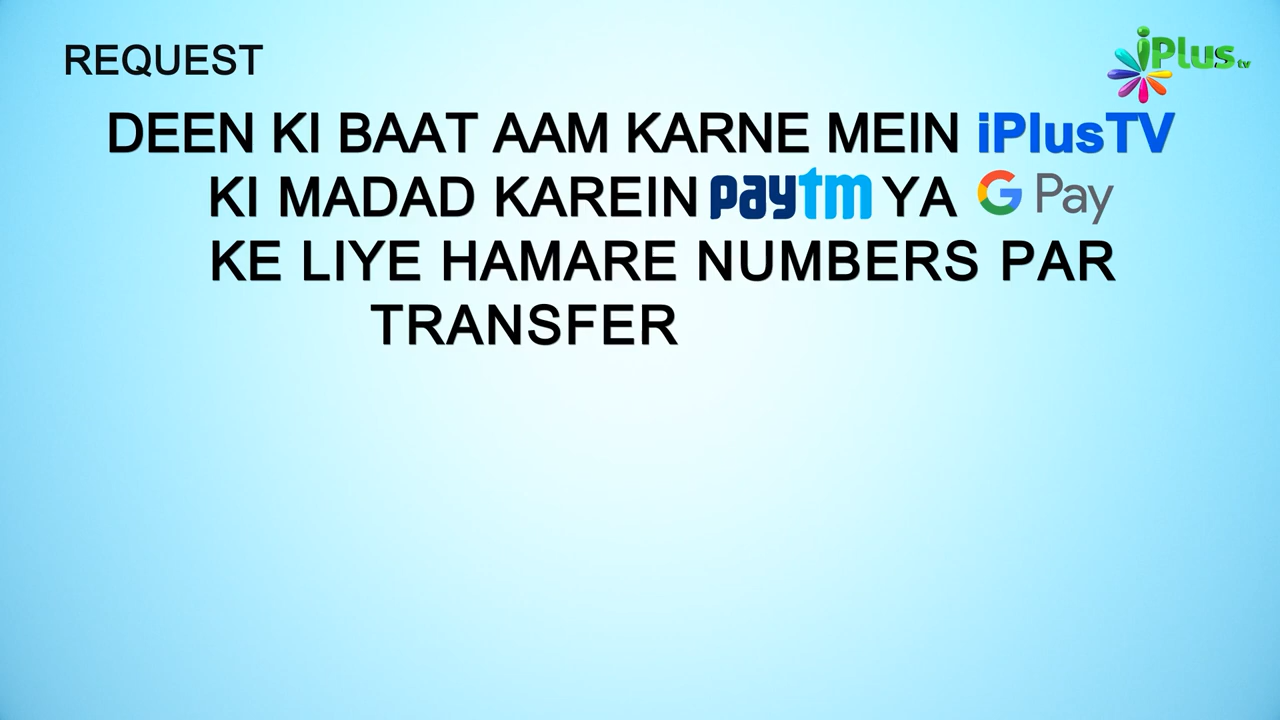 REQUEST
iPlus tv
DEEN KI BAAT AAM KARNE MEIN iPlusTV
KI MADAD KAREIN paytm YA G Pay
KE LIYE HAMARE NUMBERS PAR
TRANSFER